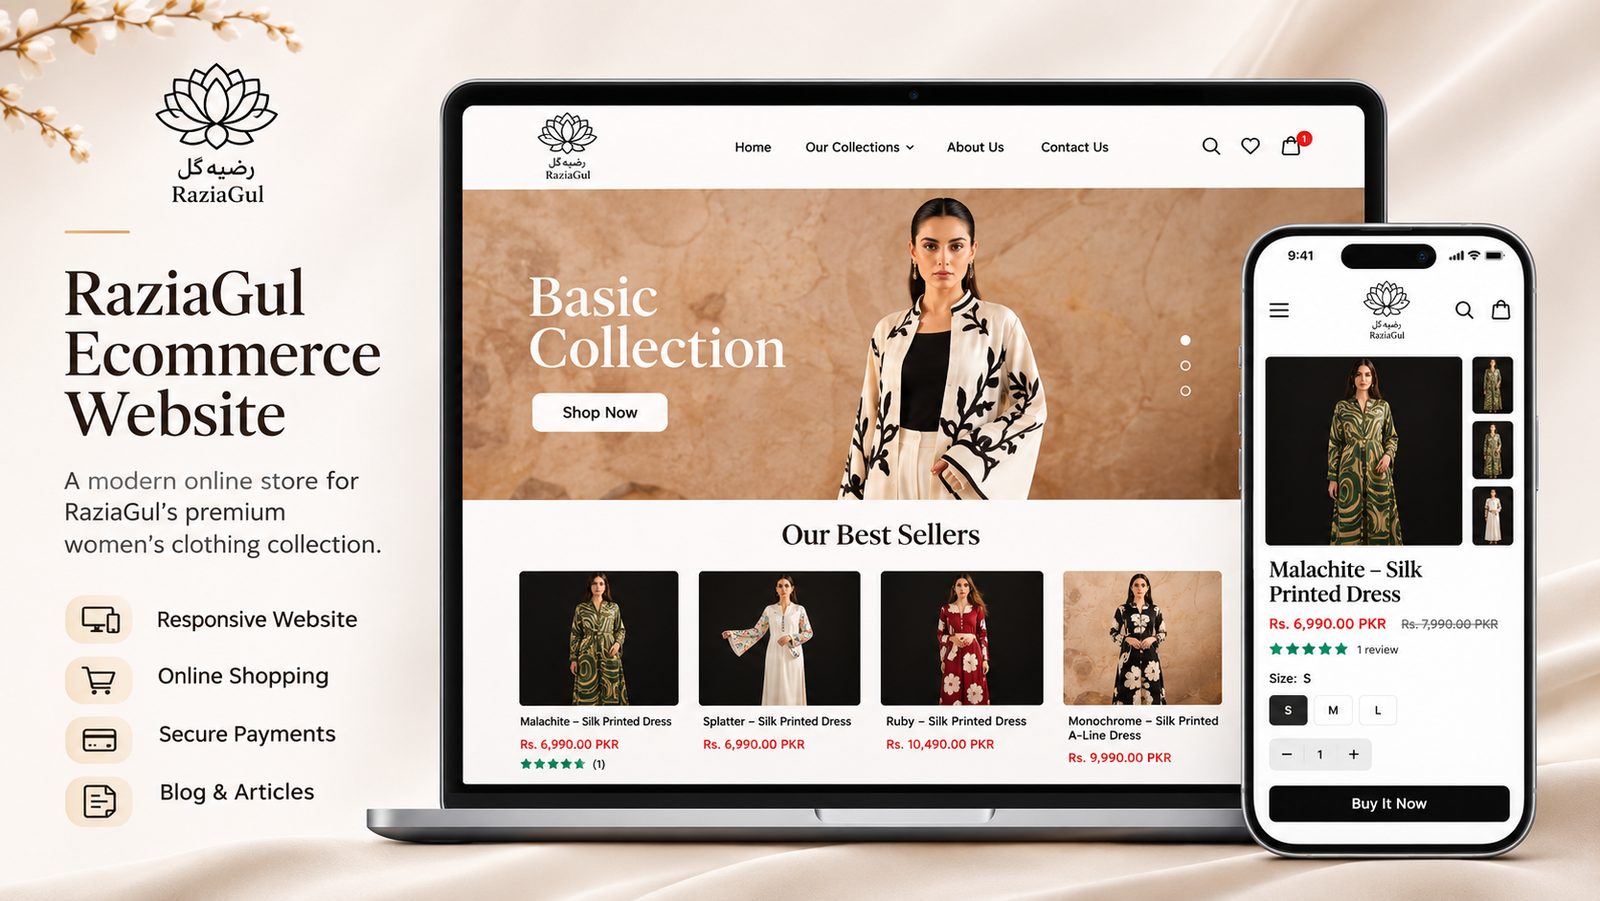 رضیہ گل
RaziaGul
RaziaGul
Ecommerce
Website
A modern online store for
RaziaGul's premium
women's clothing collection.
Responsive Website
Online Shopping
Secure Payments
Blog & Articles
رضیہ گل
RaziaGul
Home
Our Collections
About Us
Contact Us
1
Basic
Collection
Shop Now
Our Best Sellers
Malachite – Silk Printed Dress
Rs. 6,990.00 PKR
(1)
Splatter – Silk Printed Dress
Rs. 6,990.00 PKR
Ruby – Silk Printed Dress
Rs. 10,490.00 PKR
Monochrome – Silk Printed
A-Line Dress
Rs. 9,990.00 PKR
9:41
رضیہ گل
RaziaGul
Malachite – Silk
Printed Dress
Rs. 6,990.00 PKR Rs. 7,990.00 PKR
1 review
Size: S
S M L
− 1 +
Buy It Now